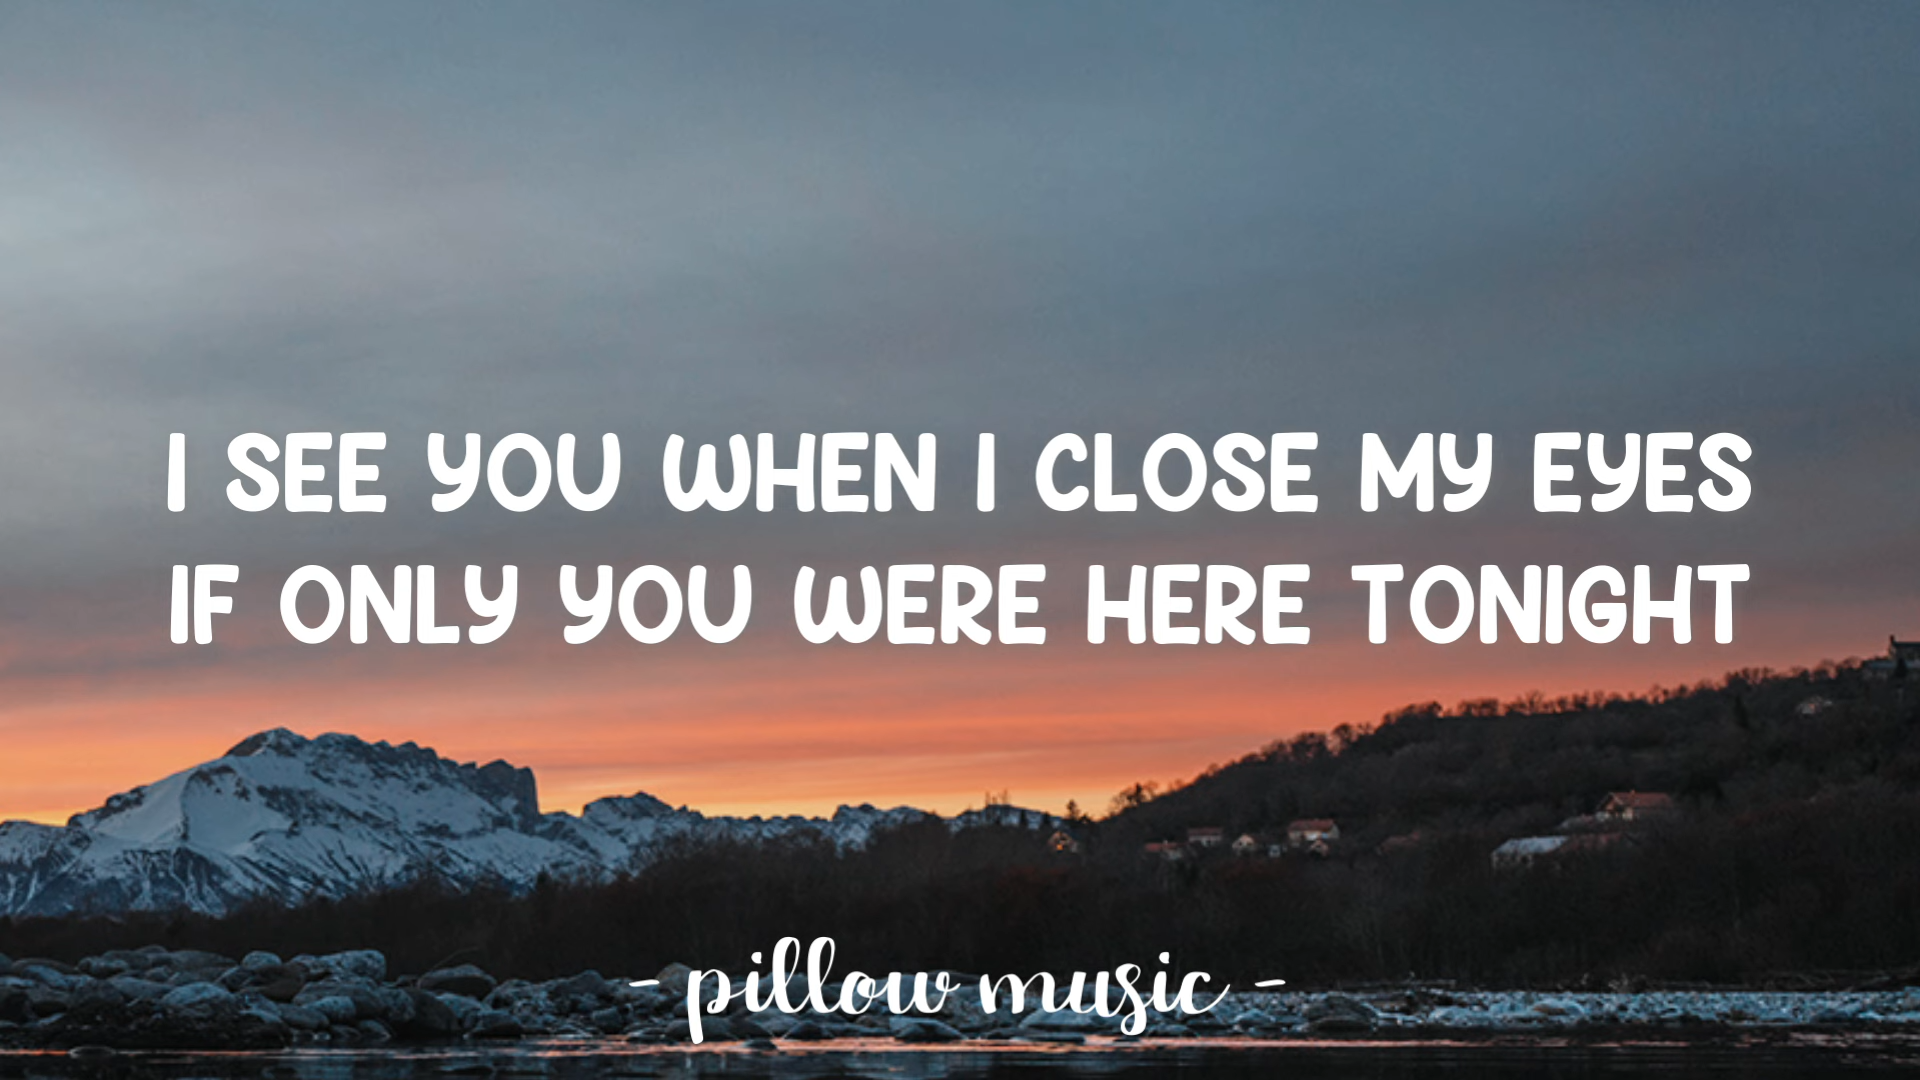 I SEE YOU WHEN I CLOSE MY EYES
IF ONLY YOU WERE HERE TONIGHT
- pillow music -